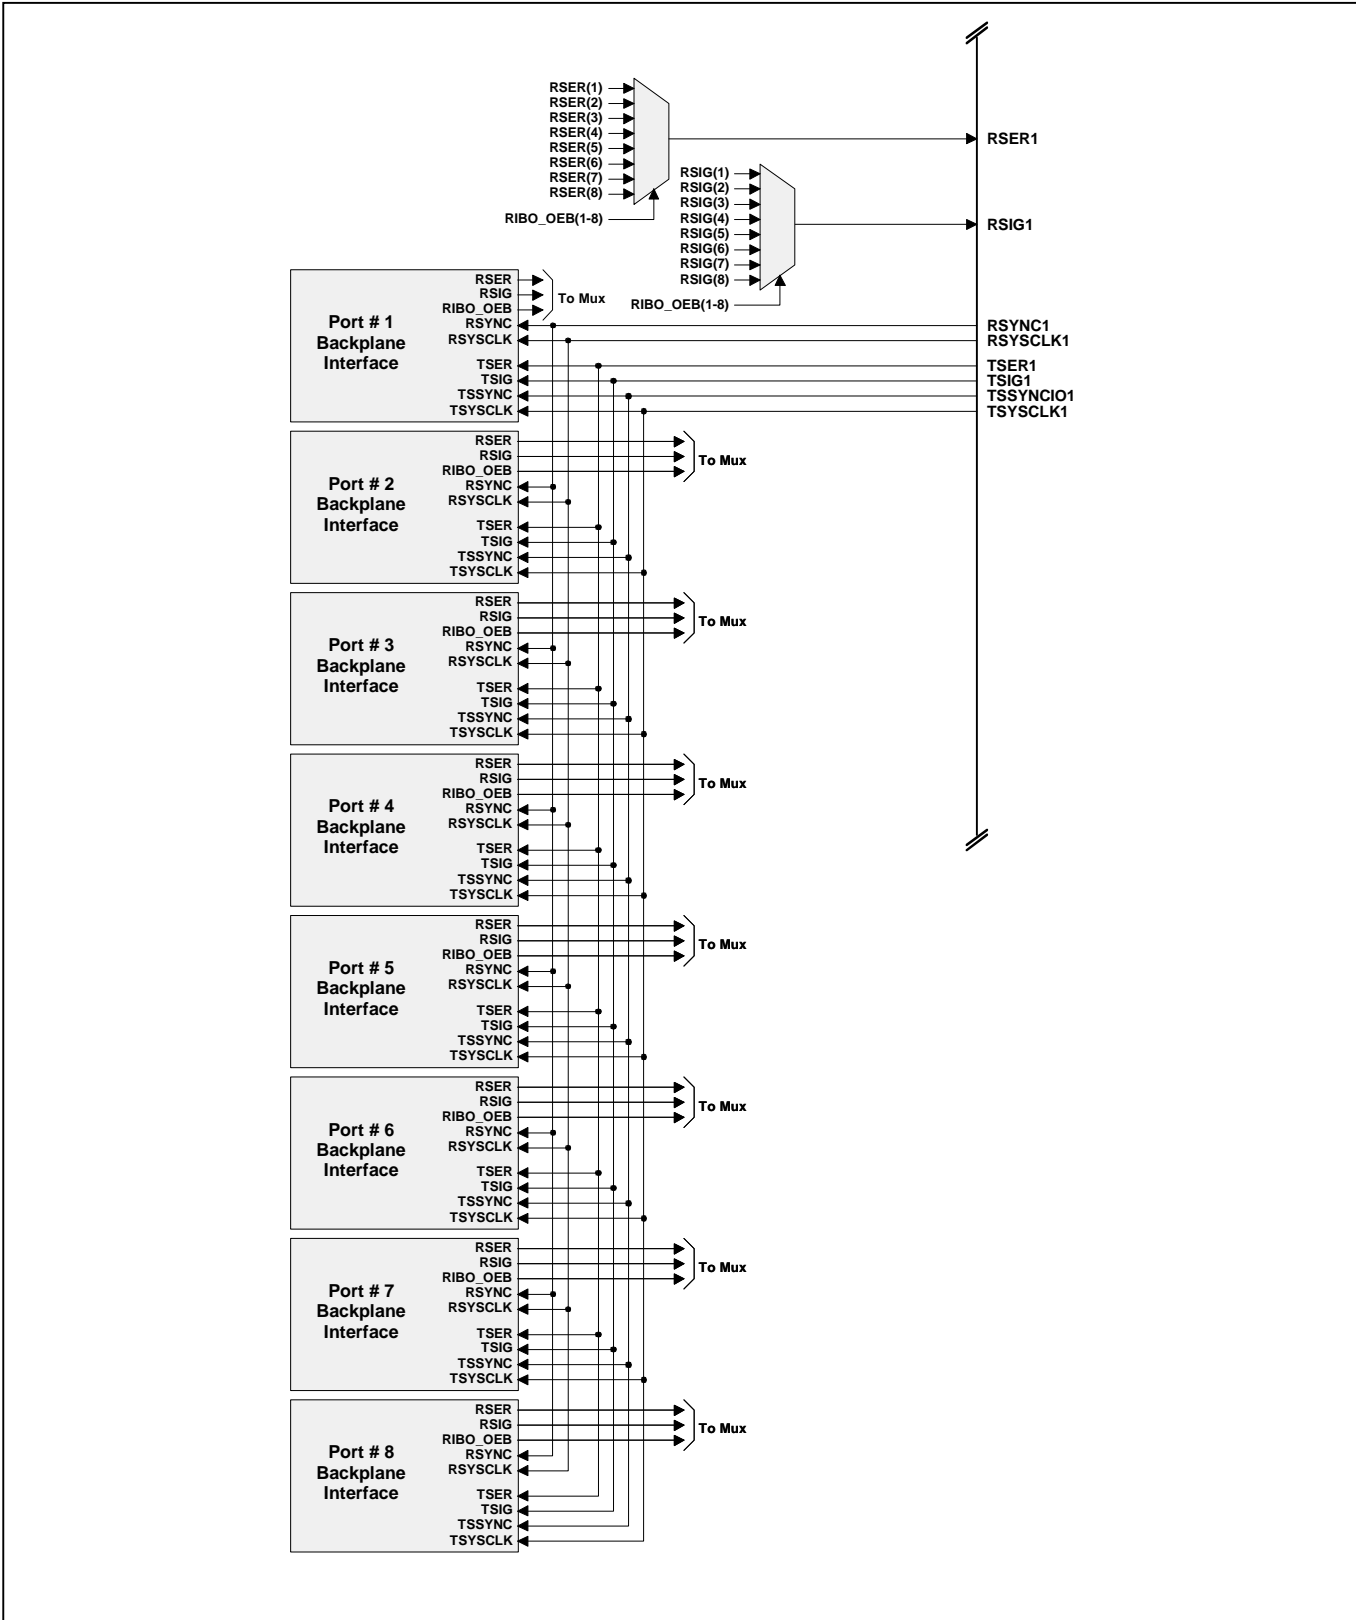 RSER(1)
RSER(2)
RSER(3)
RSER(4)
RSER(5)
RSER(6)
RSER(7)
RSER(8)
RIBO_OEB(1-8)
RSER1
RSIG(1)
RSIG(2)
RSIG(3)
RSIG(4)
RSIG(5)
RSIG(6)
RSIG(7)
RSIG(8)
RIBO_OEB(1-8)
RSIG1
Port # 1
Backplane
Interface
RSER
RSIG
RIBO_OEB
RSYNC
RSYSCLK
TSER
TSIG
TSSYNC
TSYSCLK
To Mux
RSYNC1
RSYSCLK1
TSER1
TSIG1
TSSYNCIO1
TSYSCLK1
Port # 2
Backplane
Interface
RSER
RSIG
RIBO_OEB
RSYNC
RSYSCLK
TSER
TSIG
TSSYNC
TSYSCLK
To Mux
Port # 3
Backplane
Interface
RSER
RSIG
RIBO_OEB
RSYNC
RSYSCLK
TSER
TSIG
TSSYNC
TSYSCLK
To Mux
Port # 4
Backplane
Interface
RSER
RSIG
RIBO_OEB
RSYNC
RSYSCLK
TSER
TSIG
TSSYNC
TSYSCLK
To Mux
Port # 5
Backplane
Interface
RSER
RSIG
RIBO_OEB
RSYNC
RSYSCLK
TSER
TSIG
TSSYNC
TSYSCLK
To Mux
Port # 6
Backplane
Interface
RSER
RSIG
RIBO_OEB
RSYNC
RSYSCLK
TSER
TSIG
TSSYNC
TSYSCLK
To Mux
Port # 7
Backplane
Interface
RSER
RSIG
RIBO_OEB
RSYNC
RSYSCLK
TSER
TSIG
TSSYNC
TSYSCLK
To Mux
Port # 8
Backplane
Interface
RSER
RSIG
RIBO_OEB
RSYNC
RSYSCLK
TSER
TSIG
TSSYNC
TSYSCLK
To Mux